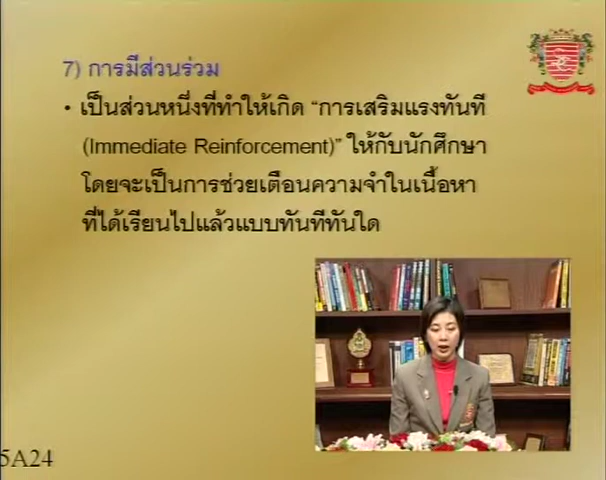 7) การมีส่วนร่วม
• เป็นส่วนหนึ่งที่ทำให้เกิด “การเสริมแรงทันที
(Immediate Reinforcement)” ให้กับนักศึกษา
โดยจะเป็นการช่วยเตือนความจำในเนื้อหา
ที่ได้เรียนไปแล้วแบบทันทีทันใด
5A24